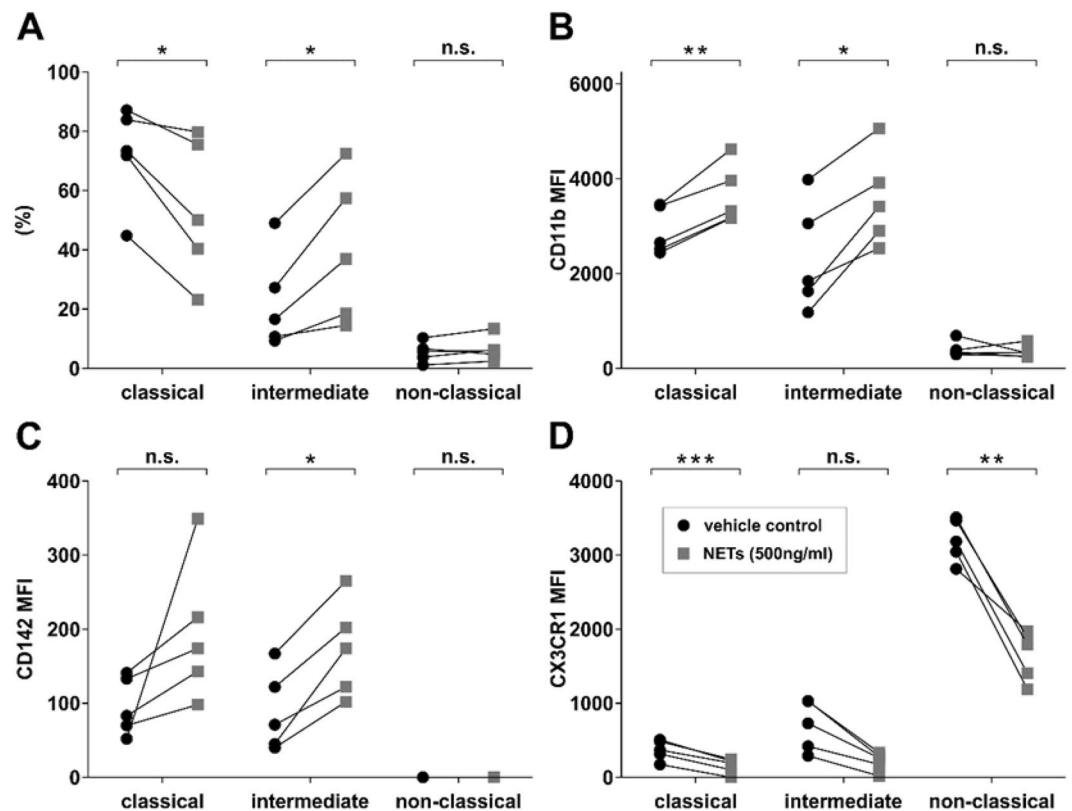 A
B
* * n.s.
** * n.s.
100
80
60
40
20
0
(%)
classical intermediate non-classical
6000
4000
2000
0
CD11b MFI
classical intermediate non-classical
C
D
n.s. * n.s.
*** n.s. **
400
300
200
100
0
CD142 MFI
classical intermediate non-classical
4000
3000
2000
1000
0
CX3CR1 MFI
vehicle control
NETs (500ng/ml)
classical intermediate non-classical